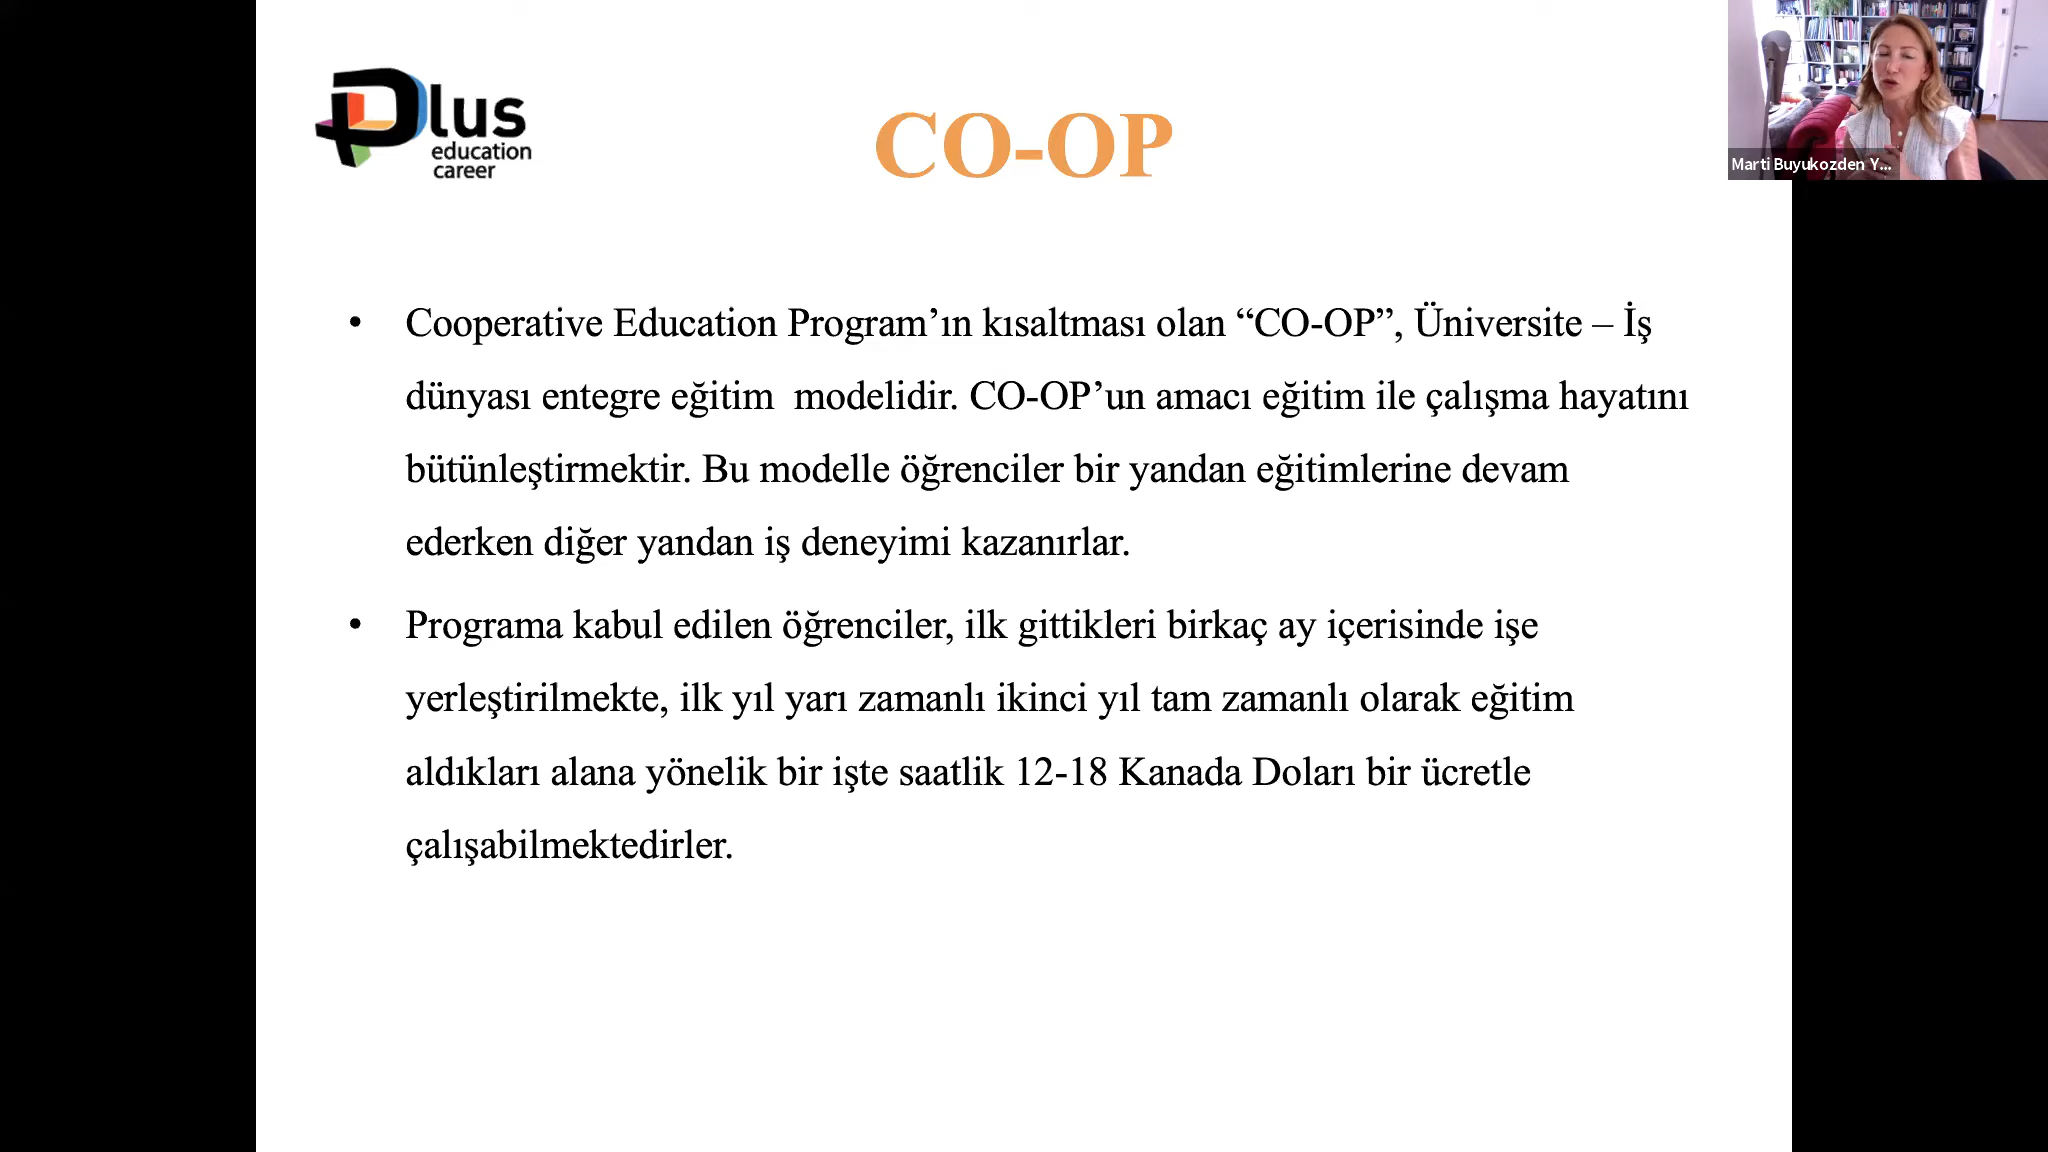 Plus
education
career
CO-OP
Marti Buyukozden Y...
• Cooperative Education Program’ın kısaltması olan “CO-OP”, Üniversite – İş
dünyası entegre eğitim  modelidir. CO-OP’un amacı eğitim ile çalışma hayatını
bütünleştirmektir. Bu modelle öğrenciler bir yandan eğitimlerine devam
ederken diğer yandan iş deneyimi kazanırlar.
• Programa kabul edilen öğrenciler, ilk gittikleri birkaç ay içerisinde işe
yerleştirilmekte, ilk yıl yarı zamanlı ikinci yıl tam zamanlı olarak eğitim
aldıkları alana yönelik bir işte saatlik 12-18 Kanada Doları bir ücretle
çalışabilmektedirler.